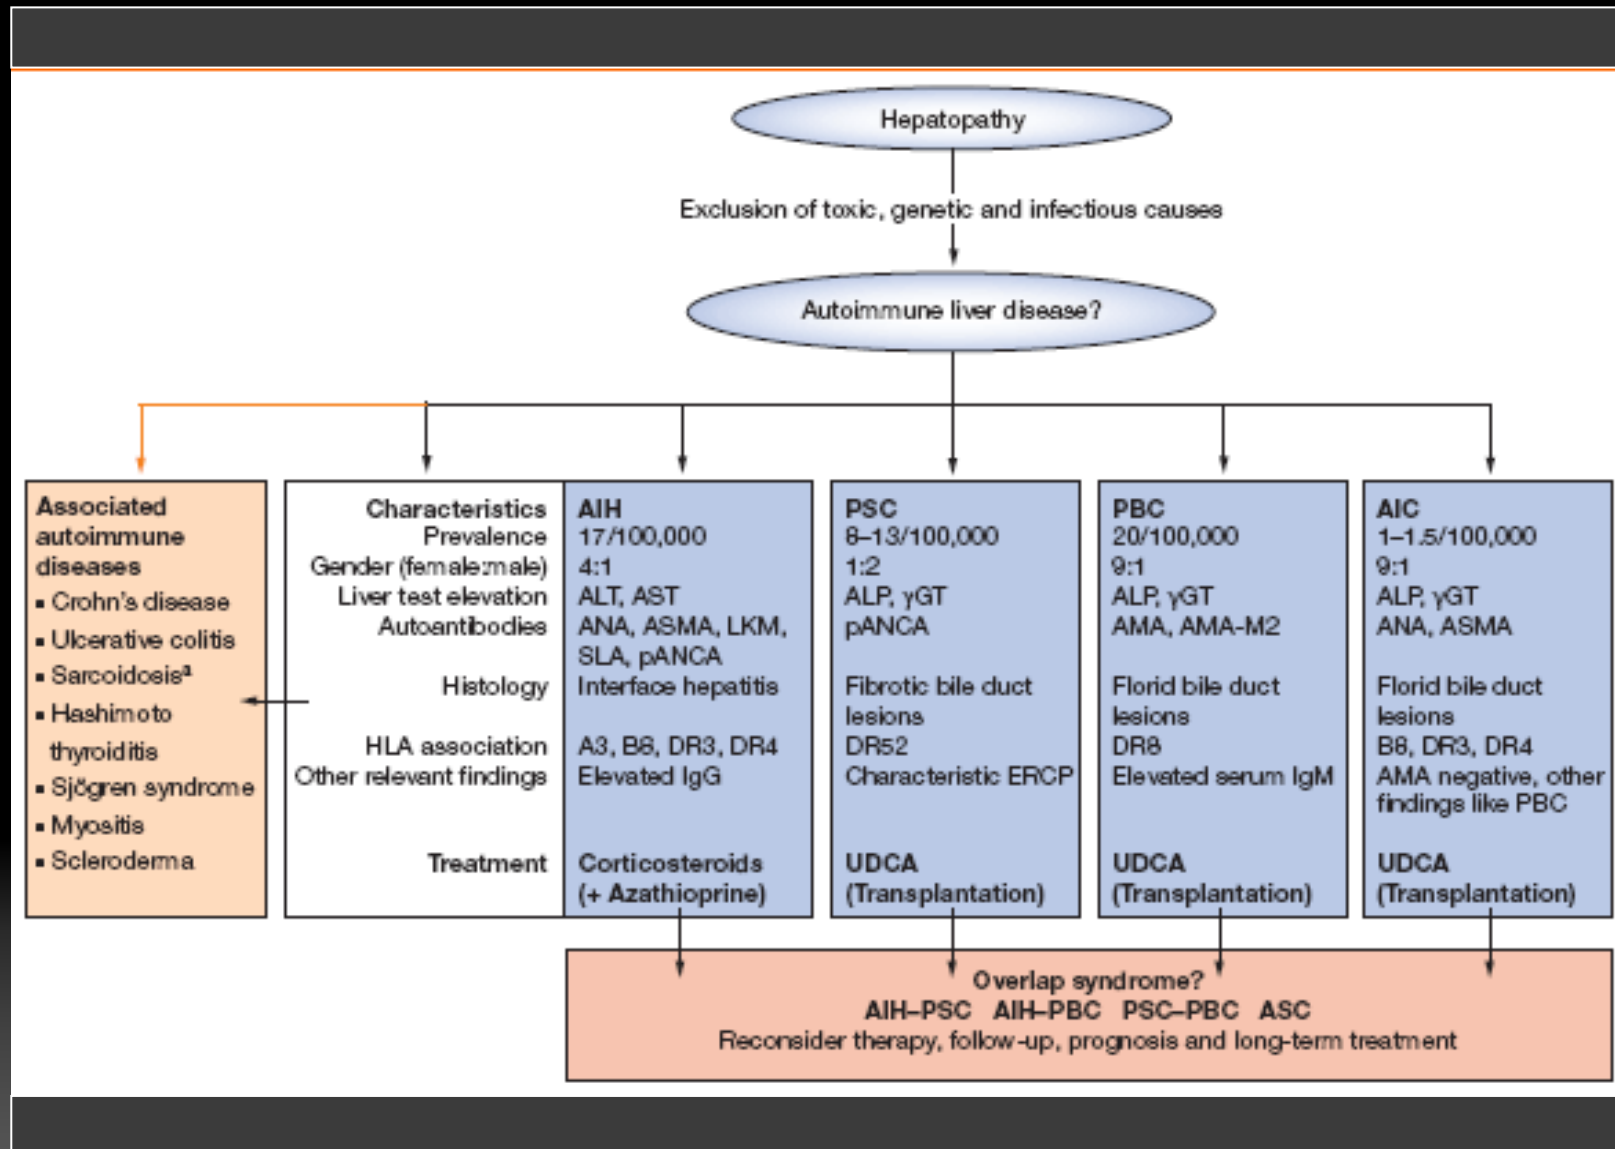 Hepatopathy
Exclusion of toxic, genetic and infectious causes
Autoimmune liver disease?
Associated
autoimmune
diseases
▪ Crohn's disease
▪ Ulcerative colitis
▪ Sarcoidosisª
▪ Hashimoto
thyroiditis
▪ Sjögren syndrome
▪ Myositis
▪ Scleroderma
Characteristics
Prevalence
Gender (female:male)
Liver test elevation
Autoantibodies
Histology
HLA association
Other relevant findings
Treatment
AIH
17/100,000
4:1
ALT, AST
ANA, ASMA, LKM,
SLA, pANCA
Interface hepatitis
A3, B8, DR3, DR4
Elevated IgG
Corticosteroids
(+ Azathioprine)
PSC
8–13/100,000
1:2
ALP, γGT
pANCA
Fibrotic bile duct
lesions
DR52
Characteristic ERCP
UDCA
(Transplantation)
PBC
20/100,000
9:1
ALP, γGT
AMA, AMA-M2
Florid bile duct
lesions
DR8
Elevated serum IgM
UDCA
(Transplantation)
AIC
1–1.5/100,000
9:1
ALP, γGT
ANA, ASMA
Florid bile duct
lesions
B8, DR3, DR4
AMA negative, other
findings like PBC
UDCA
(Transplantation)
Overlap syndrome?
AIH–PSC AIH–PBC PSC–PBC ASC
Reconsider therapy, follow-up, prognosis and long-term treatment